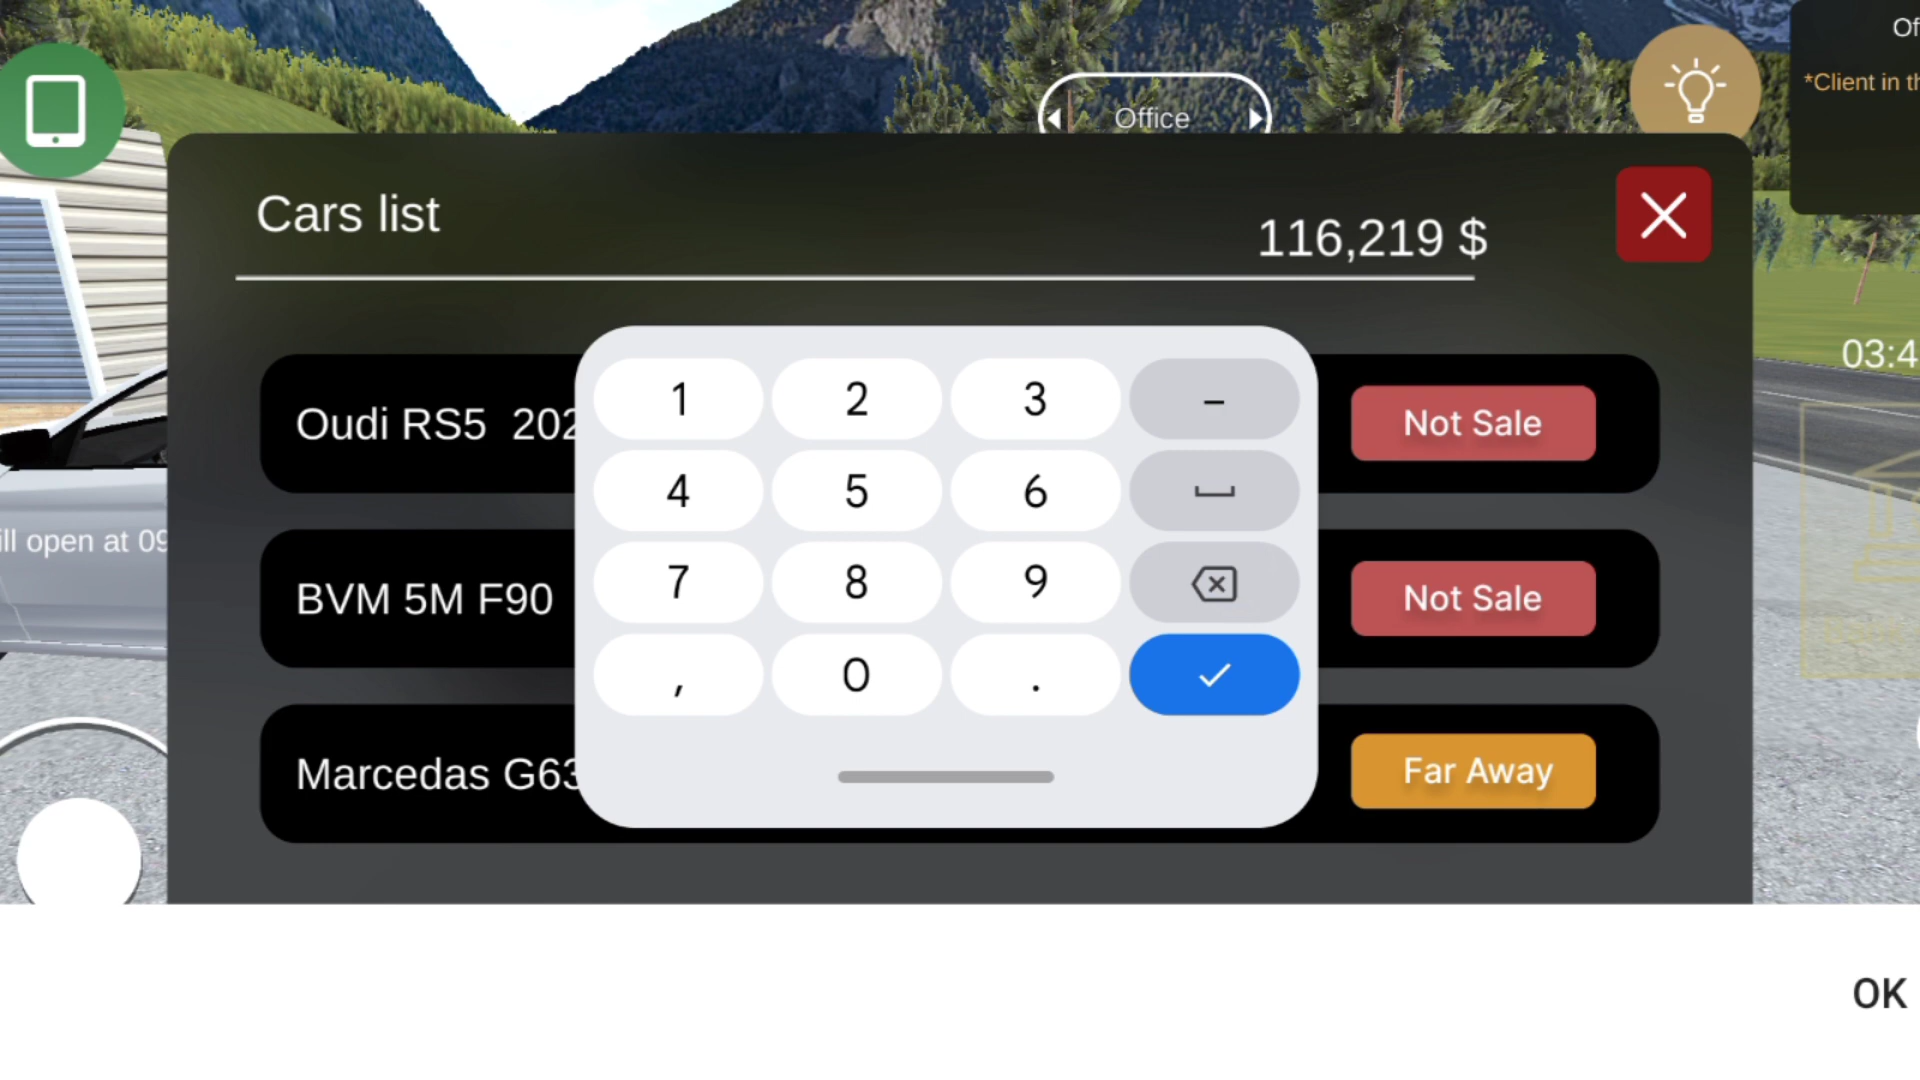 Of
*Client in th
Office
Cars list
116,219 $
03:4
Oudi RS5 202
Not Sale
ill open at 09
BVM 5M F90
Not Sale
Marcedas G63
Far Away
1 2 3 –
4 5 6
7 8 9
, 0 .
OK